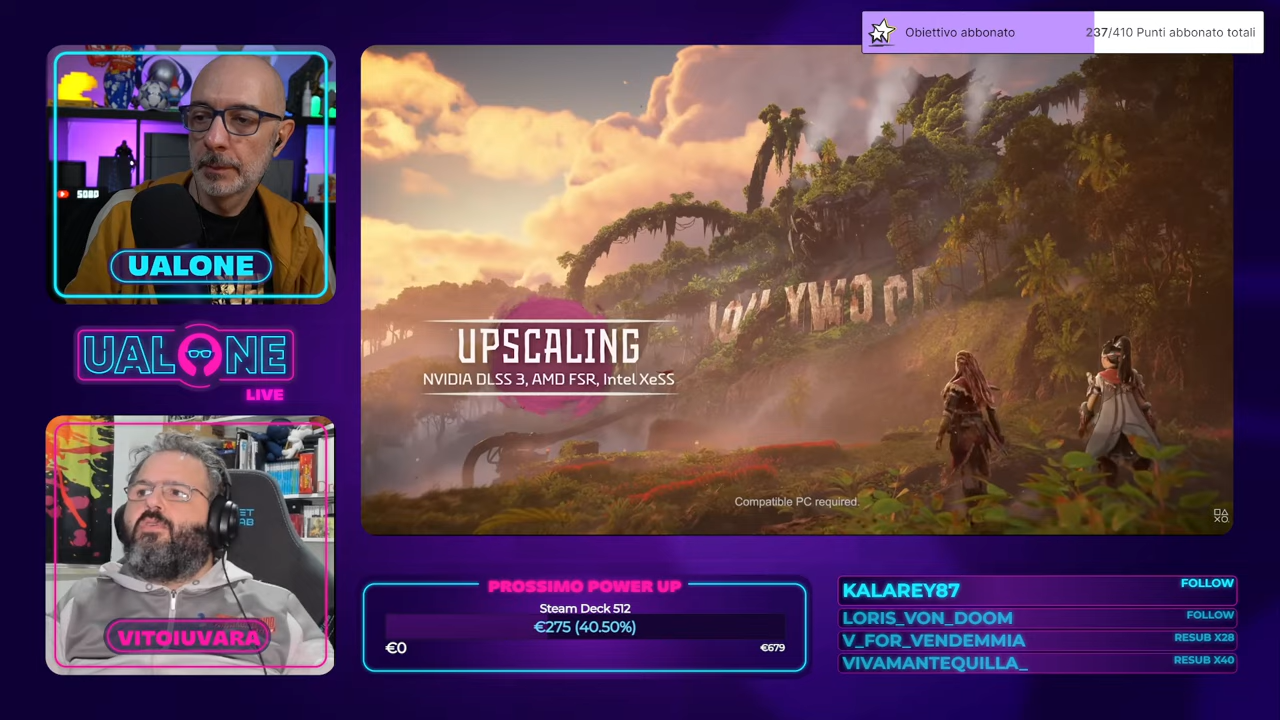 Obiettivo abbonato
237/410 Punti abbonato totali
SOBO
UALONE
UALONE
LIVE
VITOIUVARA
UPSCALING
NVIDIA DLSS 3, AMD FSR, Intel XeSS
Compatible PC required.
PROSSIMO POWER UP
Steam Deck 512
€275 (40.50%)
€0
€679
KALAREY87
FOLLOW
LORIS_VON_DOOM
FOLLOW
V_FOR_VENDEMMIA
RESUB X28
VIVAMANTEQUILLA_
RESUB X40